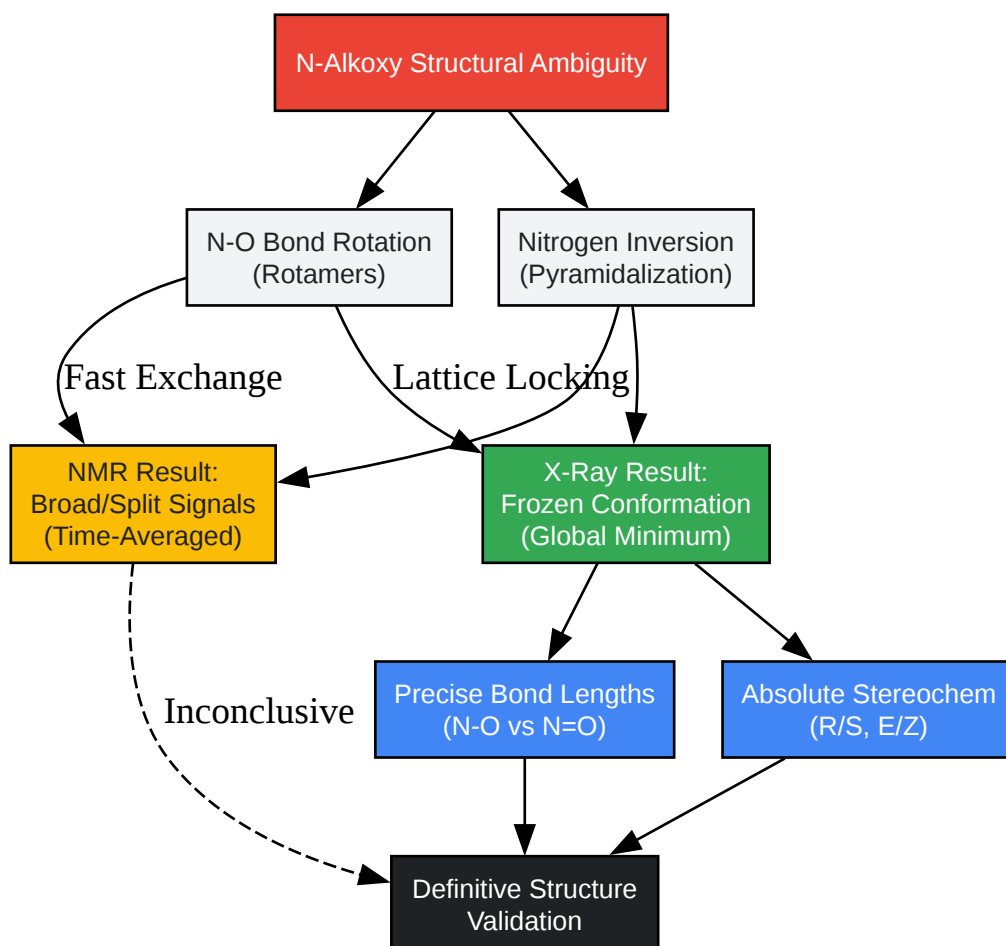 N-Alkoxy Structural Ambiguity
N-O Bond Rotation
(Rotamers)
Nitrogen Inversion
(Pyramidalization)
Fast Exchange
Lattice Locking
NMR Result:
Broad/Split Signals
(Time-Averaged)
X-Ray Result:
Frozen Conformation
(Global Minimum)
Inconclusive
Precise Bond Lengths
(N-O vs N=O)
Absolute Stereochem
(R/S, E/Z)
Definitive Structure
Validation